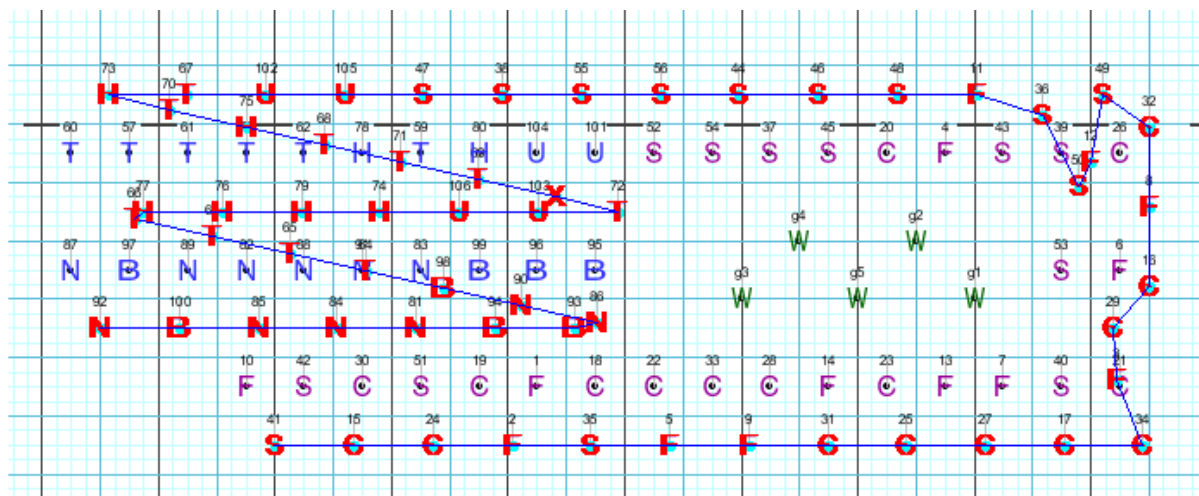 73 67 102 105 47 38 55 56 44 46 48 11 49
H T U U S S S S S S S F S
70 75 68 36 32
T H T S C
60 57 61 62 78 71 59 80 104 101 52 54 37 45 20 4 43 39 12 26
T T T T T H T T H U U S S S S C F S S F C
50
S
66 77 76 79 74 106 103 72 8
T H H H H U U X T F
g4 g2
W W
65
T T
87 97 89 82 88 83 99 96 95 53 6 16
N B N N N N T N B B B S F C
98 g3 g5 g1
B W W W
92 100 85 84 81 94 90 93 86 29
N B N N N B N B N C
10 42 30 51 19 1 18 22 33 28 14 23 13 7 40 21
F S C S C F C C C C F C F F S F C
41 15 24 2 35 5 9 31 25 27 17 34
S C C F S F F C C C C C